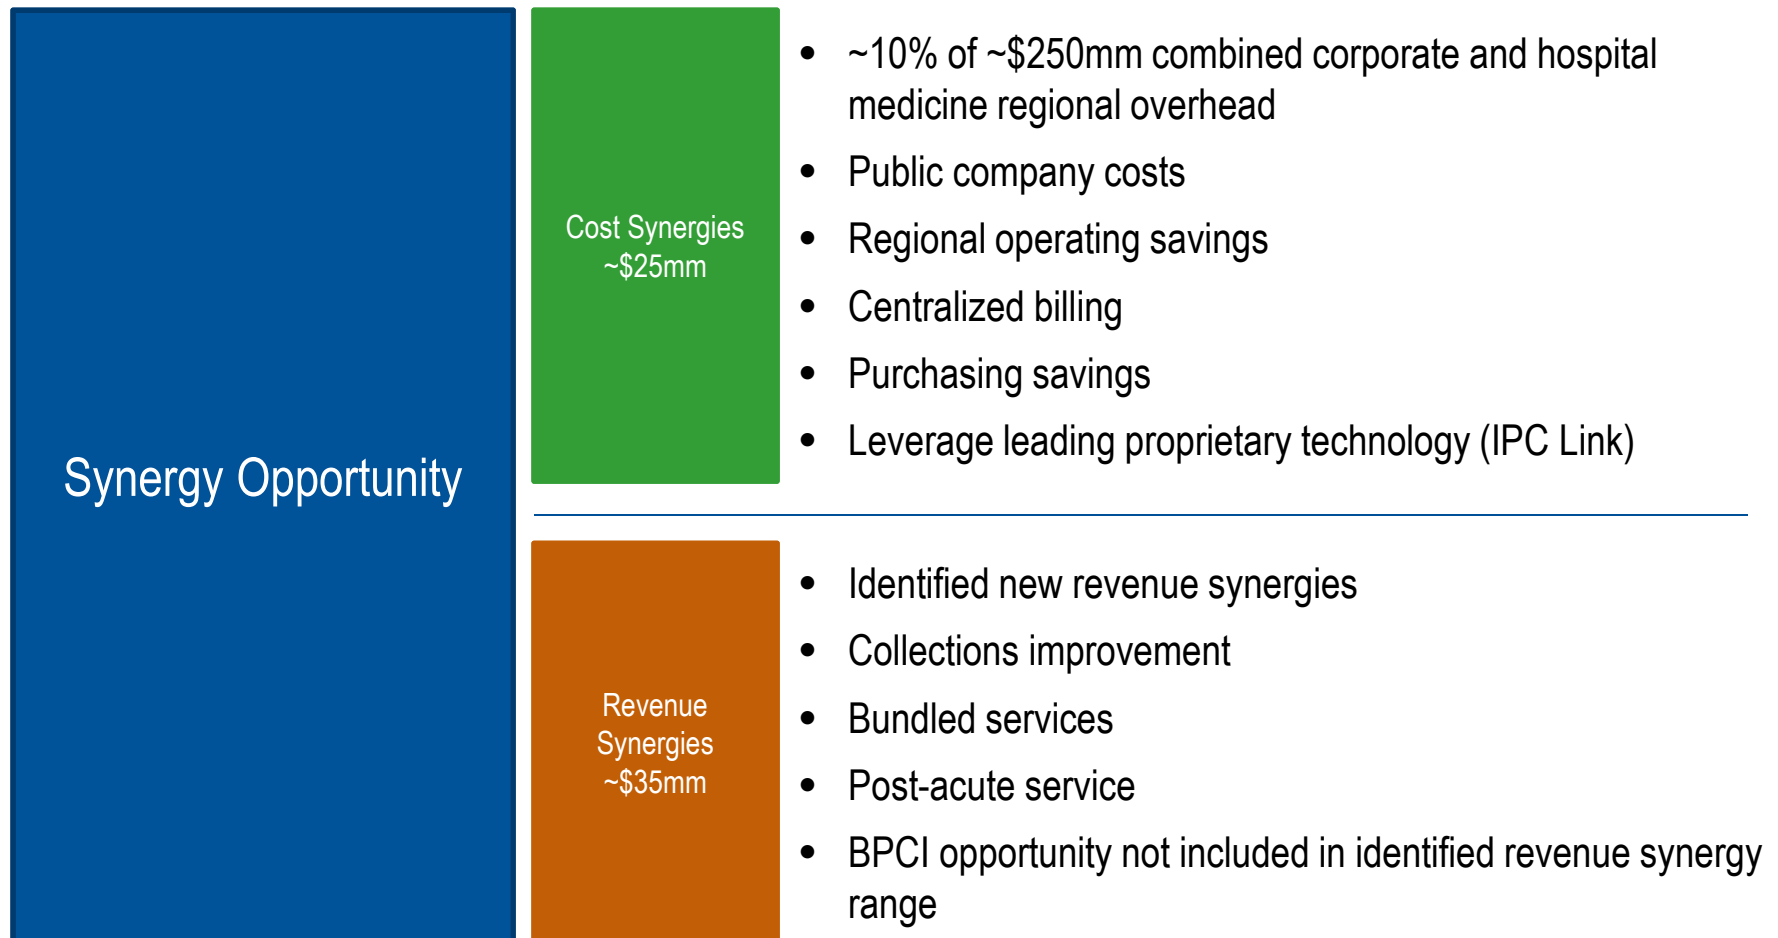 Synergy Opportunity
Cost Synergies
~$25mm
• ~10% of ~$250mm combined corporate and hospital
medicine regional overhead
• Public company costs
• Regional operating savings
• Centralized billing
• Purchasing savings
• Leverage leading proprietary technology (IPC Link)
Revenue
Synergies
~$35mm
• Identified new revenue synergies
• Collections improvement
• Bundled services
• Post-acute service
• BPCI opportunity not included in identified revenue synergy
range